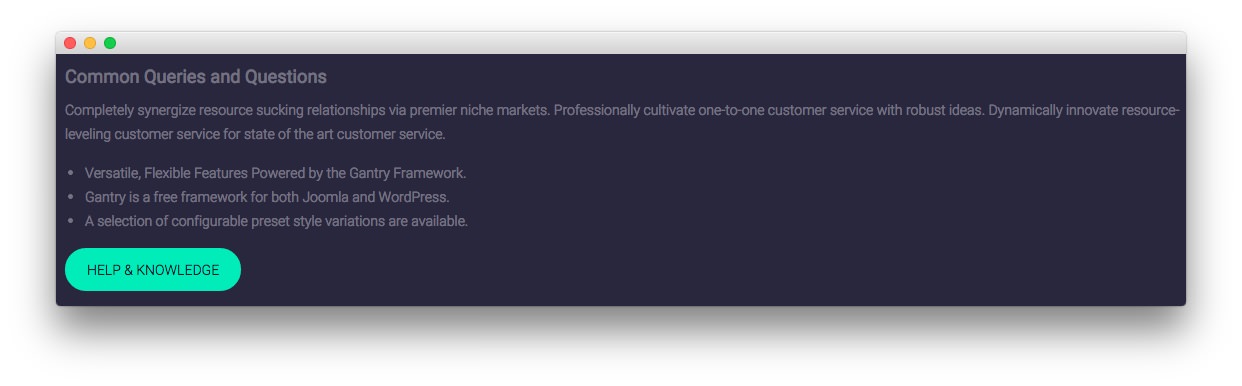 Common Queries and Questions
Completely synergize resource sucking relationships via premier niche markets. Professionally cultivate one-to-one customer service with robust ideas. Dynamically innovate resource-
leveling customer service for state of the art customer service.
• Versatile, Flexible Features Powered by the Gantry Framework.
• Gantry is a free framework for both Joomla and WordPress.
• A selection of configurable preset style variations are available.
HELP & KNOWLEDGE